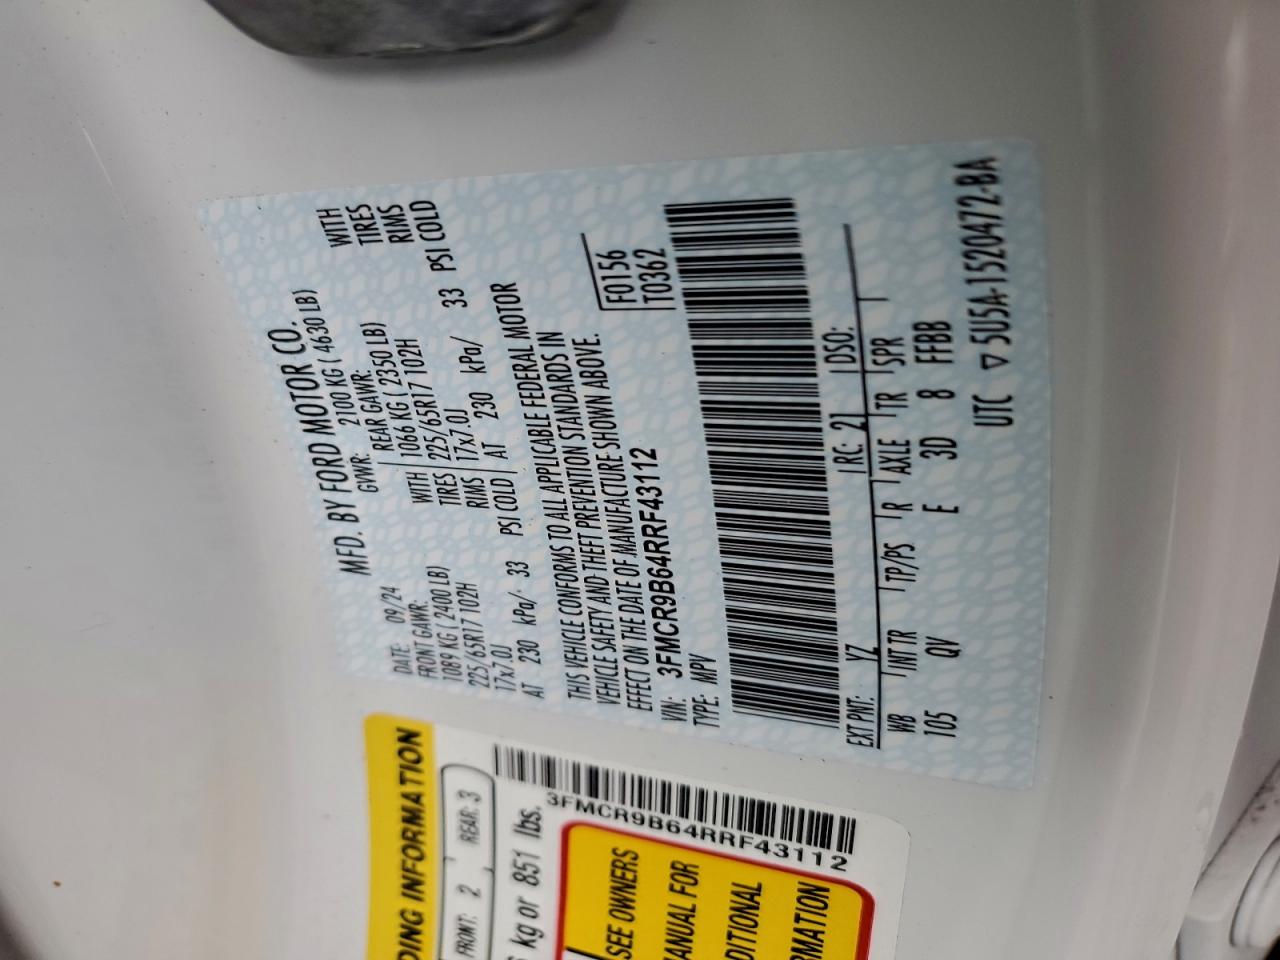 MFD. BY FORD MOTOR CO.
DATE: 09/24 GVWR: 2100 KG ( 4630 LB)
FRONT GAWR: REAR GAWR:
1089 KG ( 2400 LB) WITH 1066 KG ( 2350 LB) WITH
225/65R17 102H TIRES 225/65R17 102H TIRES
17x7.0J RIMS 17x7.0J RIMS
AT 230 kPa/ 33 PSI COLD AT 230 kPa/ 33 PSI COLD
THIS VEHICLE CONFORMS TO ALL APPLICABLE FEDERAL MOTOR
VEHICLE SAFETY AND THEFT PREVENTION STANDARDS IN
EFFECT ON THE DATE OF MANUFACTURE SHOWN ABOVE.
VIN: 3FMCR9B64RRF43112 F0156
TYPE: MPV T0362
EXT PNT: YZ RC: 21 DSO:
WB INT TR TP/PS R AXLE TR SPR
105 QV E 3D 8 FFBB
UTC ▽ 5U5A-1520472-BA
DING INFORMATION
FRONT: 2 REAR: 3
kg or 851 lbs.
3FMCR9B64RRF43112
SEE OWNERS
ANUAL FOR
DITIONAL
RMATION